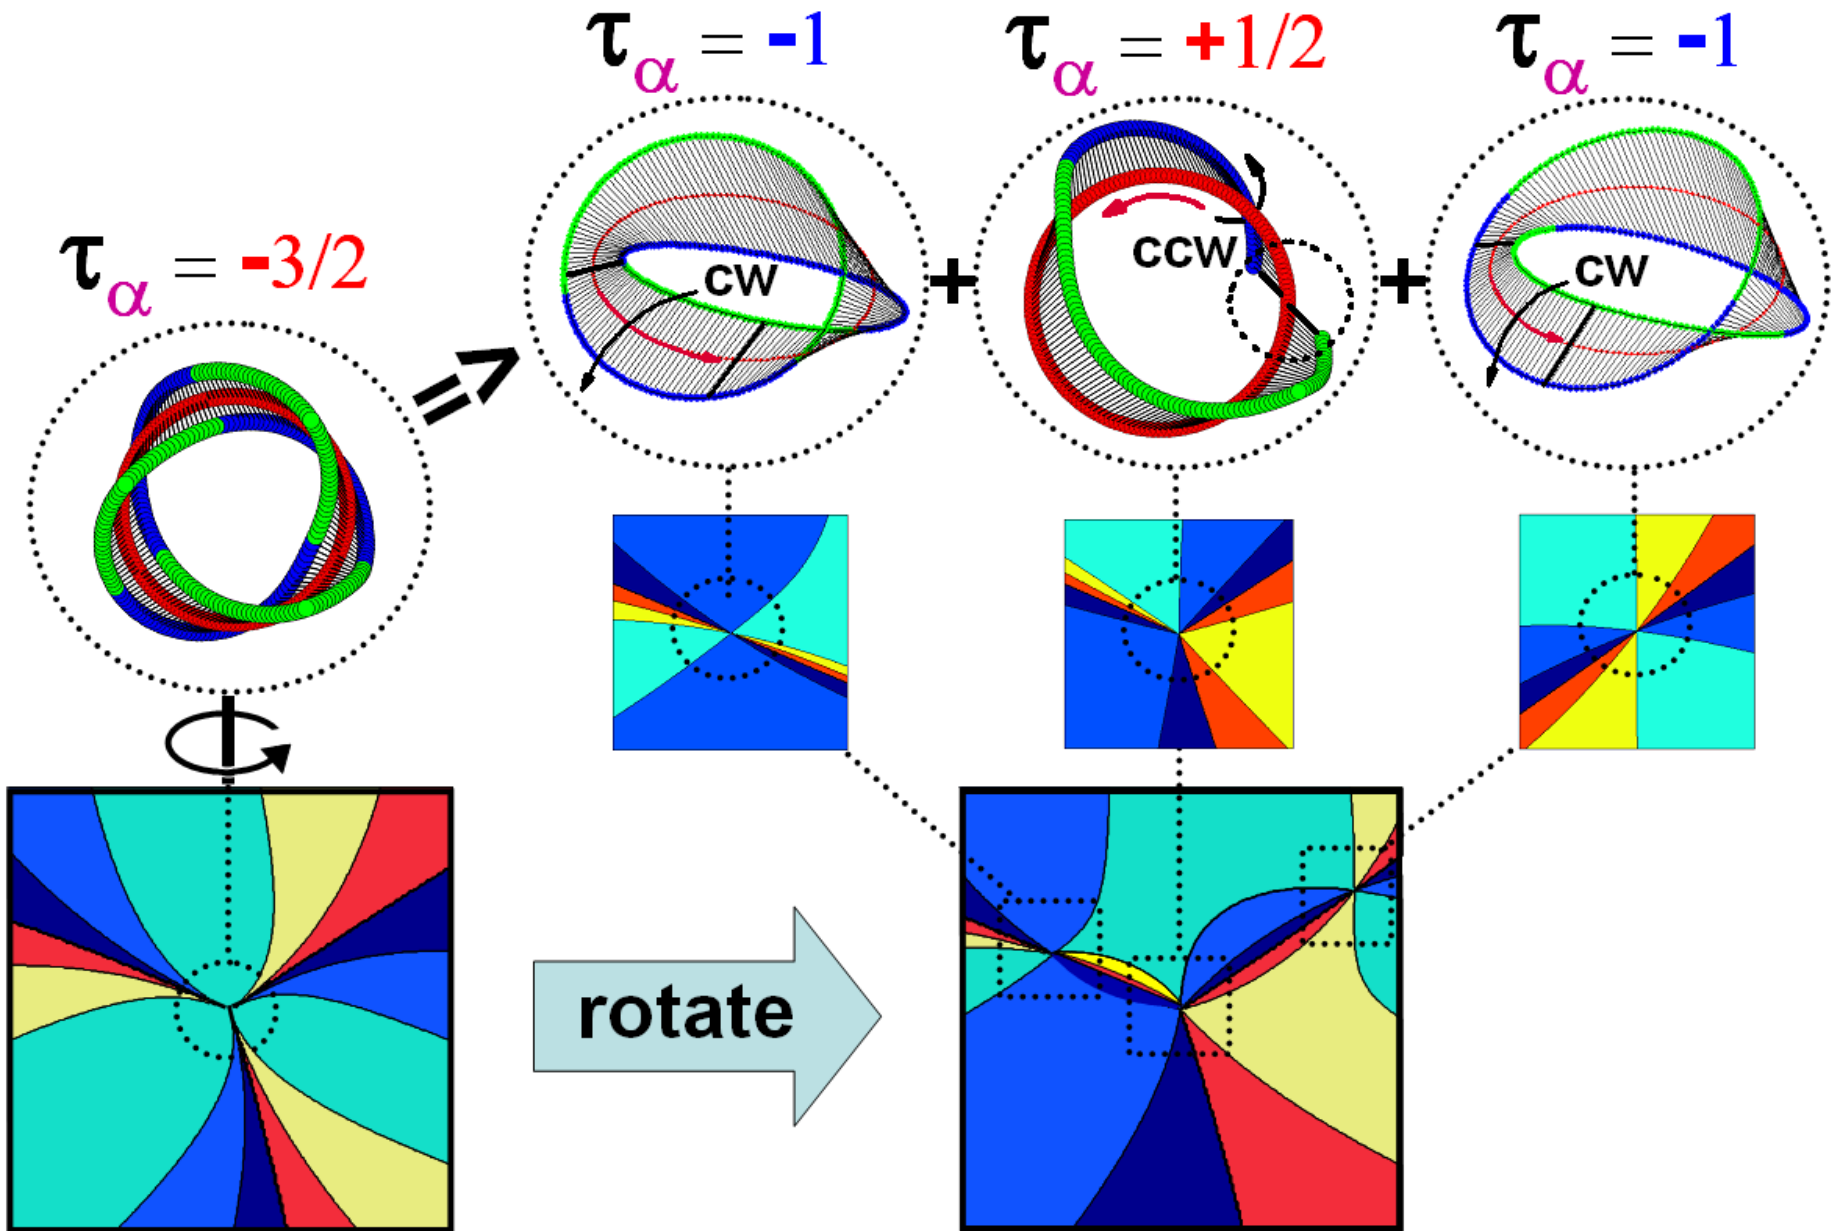 τα = -1
τα = +1/2
τα = -1
τα = -3/2
=>
cw
+
ccw
+
cw
rotate